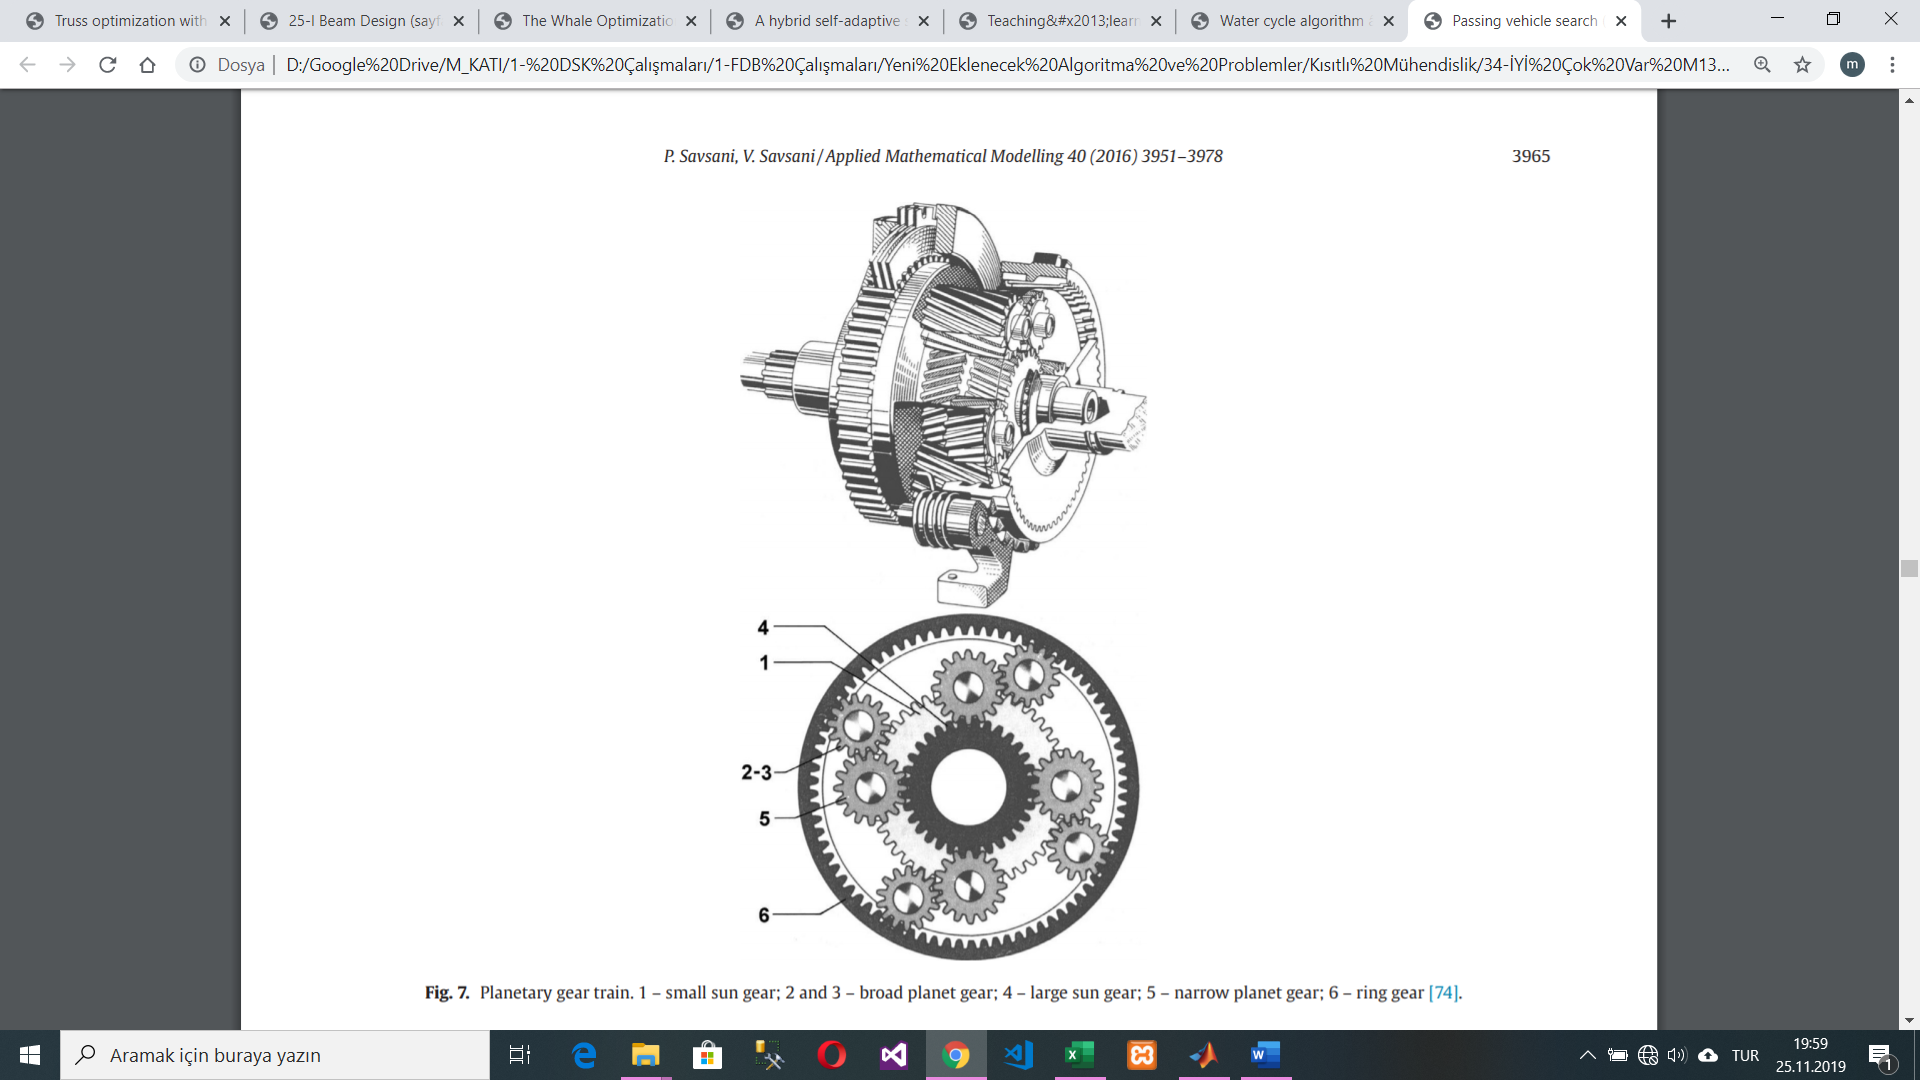 Truss optimization with
25-I Beam Design (sayf
The Whale Optimizatio
A hybrid self-adaptive
Teaching&#x2013;learn
Water cycle algorithm
Passing vehicle search
Dosya
D:/Google%20Drive/M_KATI/1-%20DSK%20Çalışmaları/1-FDB%20Çalışmaları/Yeni%20Eklenecek%20Algoritma%20ve%20Problemler/Kısıtlı%20Mühendislik/34-İYİ%20Çok%20Var%20M13...
m
P. Savsani, V. Savsani / Applied Mathematical Modelling 40 (2016) 3951–3978
3965
4
1
2-3
5
6
Fig. 7. Planetary gear train. 1 – small sun gear; 2 and 3 – broad planet gear; 4 – large sun gear; 5 – narrow planet gear; 6 – ring gear [74].
Aramak için buraya yazın
TUR
19:59
25.11.2019
1